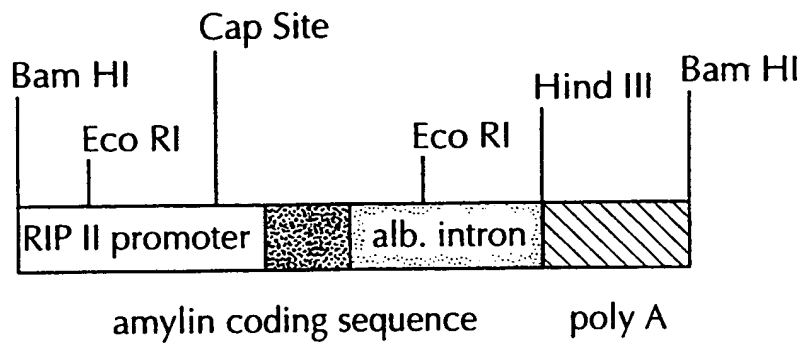 Cap Site
Bam HI
Hind III
Bam HI
Eco RI
Eco RI
RIP II promoter
alb. intron
amylin coding sequence
poly A